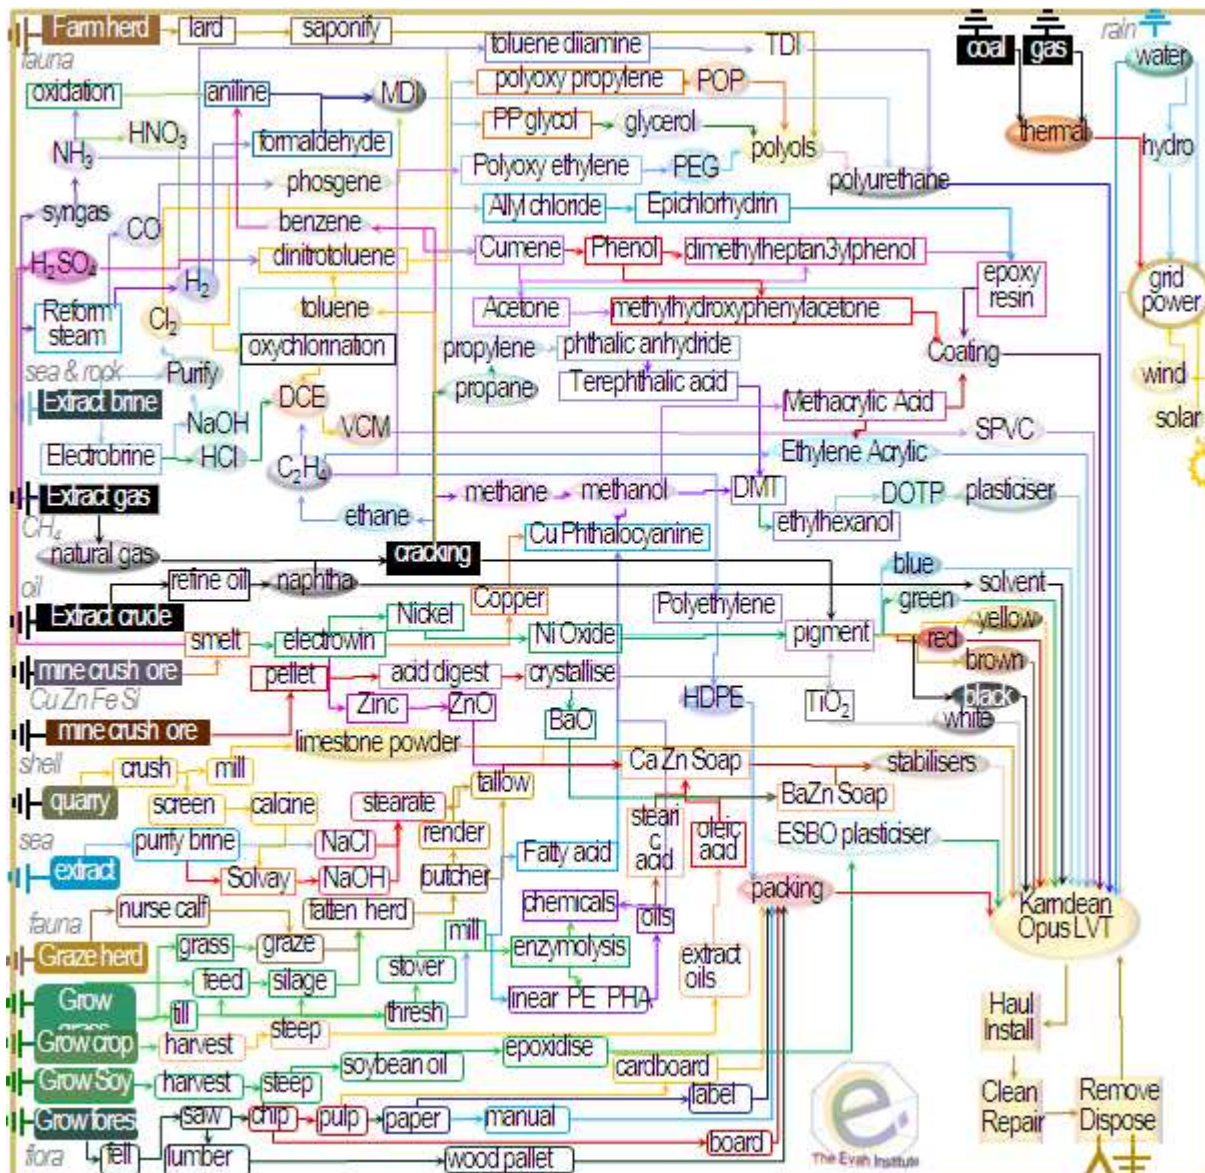 Farm herd
lard
saponify
toluene diiamine
TDI
coal
gas
rain
water
fauna
oxidation
aniline
MDI
polyoxy propylene
POP
HNO3
formaldehyde
PP glycol
glycerol
polyols
thermal
hydro
NH3
phosgene
Polyoxy ethylene
PEG
polyurethane
syngas
CO
benzene
Allyl chloride
Epichlorhydrin
H2SO4
dinitrotoluene
Cumene
Phenol
dimethylheptan3ylphenol
H2
epoxy
resin
grid
power
Reform
steam
Cl2
toluene
Acetone
methylhydroxyphenylacetone
oxychlornation
propylene
phthalic anhydride
Coating
sea & rock
Purify
propane
Terephthalic acid
wind
Extract brine
DCE
Methacrylic Acid
solar
NaOH
VCM
SPVC
Electrobrine
HCl
C2H4
Ethylene Acrylic
Extract gas
methane
methanol
DMT
DOTP
plasticiser
CH4
ethane
ethylhexanol
Cu Phthalocyanine
natural gas
cracking
blue
oil
refine oil
naphtha
solvent
Extract crude
Nickel
Copper
Polyethylene
green
yellow
smelt
electrowin
Ni Oxide
pigment
red
mine crush ore
pellet
acid digest
crystallise
brown
Cu Zn Fe SI
Zinc
ZnO
HDPE
TiO2
black
BaO
white
mine crush ore
limestone powder
shell
crush
mill
tallow
Ca Zn Soap
stabilisers
quarry
screen
calcine
stearate
BaZn Soap
steari
c
acid
oleic
acid
sea
purify brine
NaCl
render
ESBO plasticiser
extract
Solvay
NaOH
butcher
Fatty acid
packing
nurse calf
fatten herd
chemicals
oils
Karndean
Opus LVT
fauna
mill
Graze herd
grass
graze
enzymolysis
extract
oils
feed
silage
stover
Grow
till
thresh
linear PE PHA
Haul
Install
Grow crop
harvest
steep
epoxidise
soybean oil
cardboard
Grow Soy
harvest
steep
Clean
Repair
Remove
Dispose
label
Grow fores
saw
chip
pulp
paper
manual
board
flora
fell
lumber
wood pallet
e
The Evah Institute